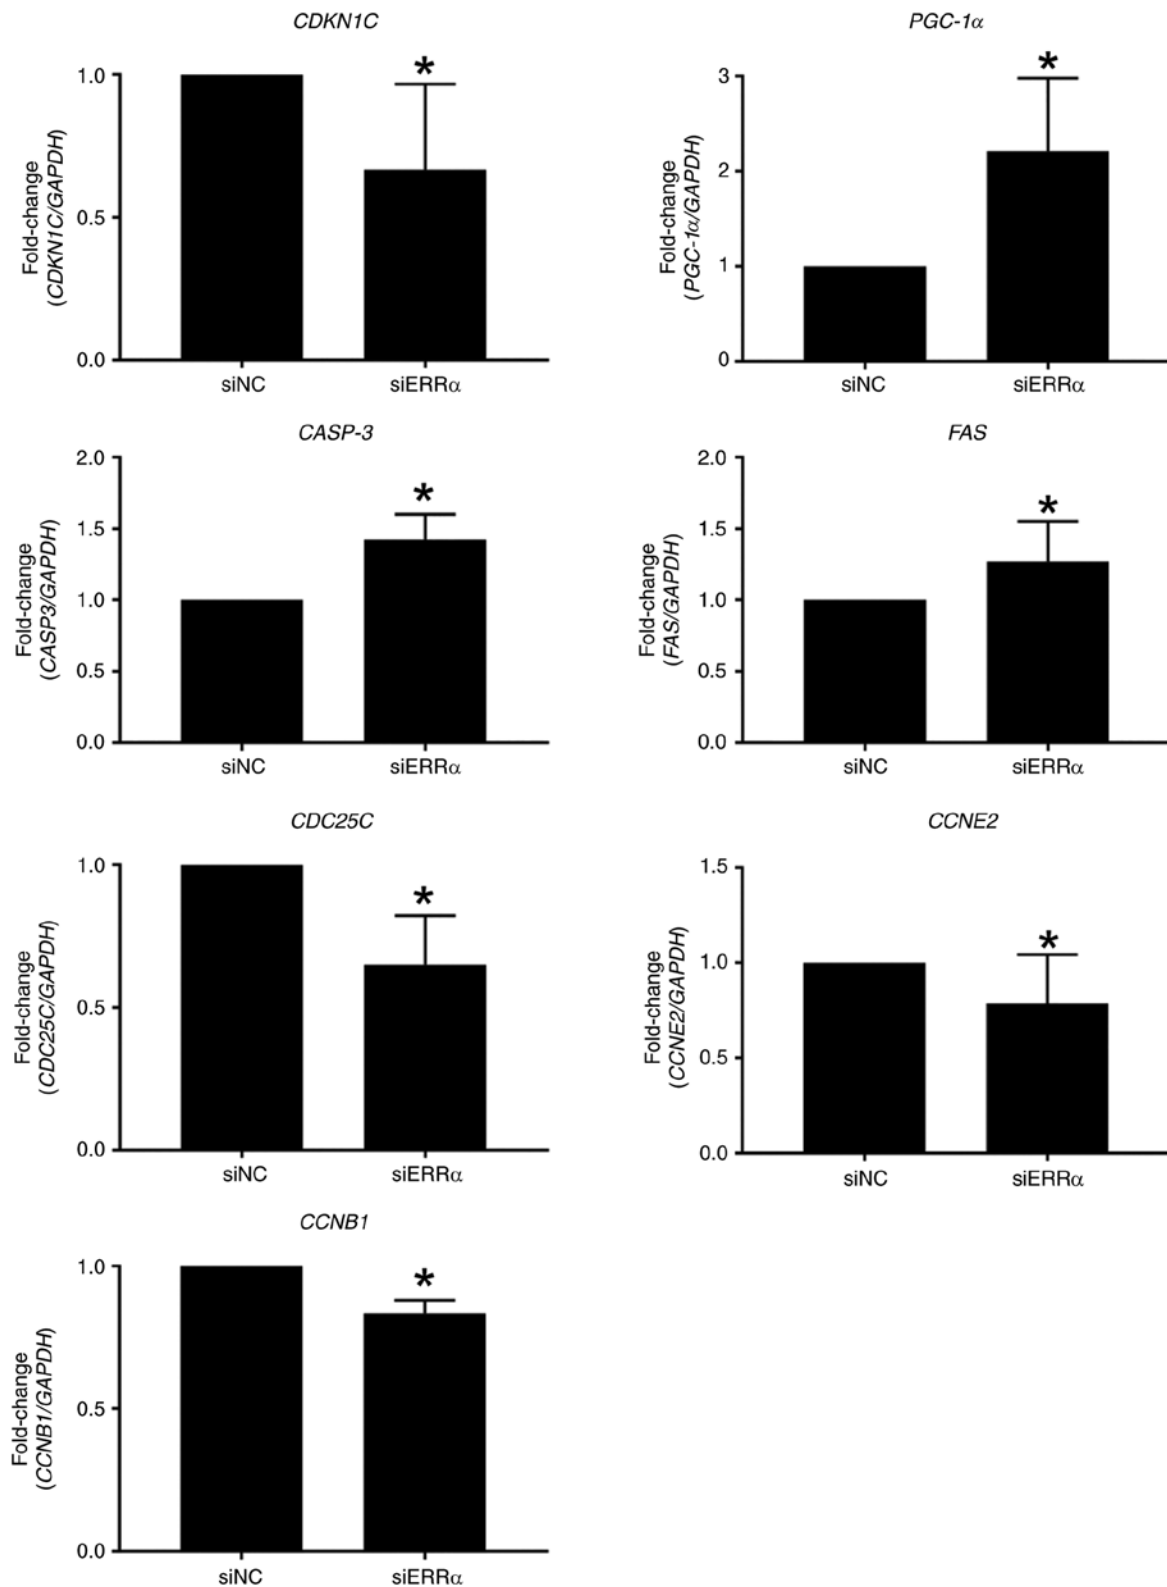 CDKN1C
Fold-change
(CDKN1C/GAPDH)
1.0
0.5
0.0
*
siNC
siERRα
PGC-1α
Fold-change
(PGC-1α/GAPDH)
3
2
1
0
*
siNC
siERRα
CASP-3
Fold-change
(CASP3/GAPDH)
2.0
1.5
1.0
0.5
0.0
*
siNC
siERRα
FAS
Fold-change
(FAS/GAPDH)
2.0
1.5
1.0
0.5
0.0
*
siNC
siERRα
CDC25C
Fold-change
(CDC25C/GAPDH)
1.0
0.5
0.0
*
siNC
siERRα
CCNE2
Fold-change
(CCNE2/GAPDH)
1.5
1.0
0.5
0.0
*
siNC
siERRα
CCNB1
Fold-change
(CCNB1/GAPDH)
1.0
0.5
0.0
*
siNC
siERRα